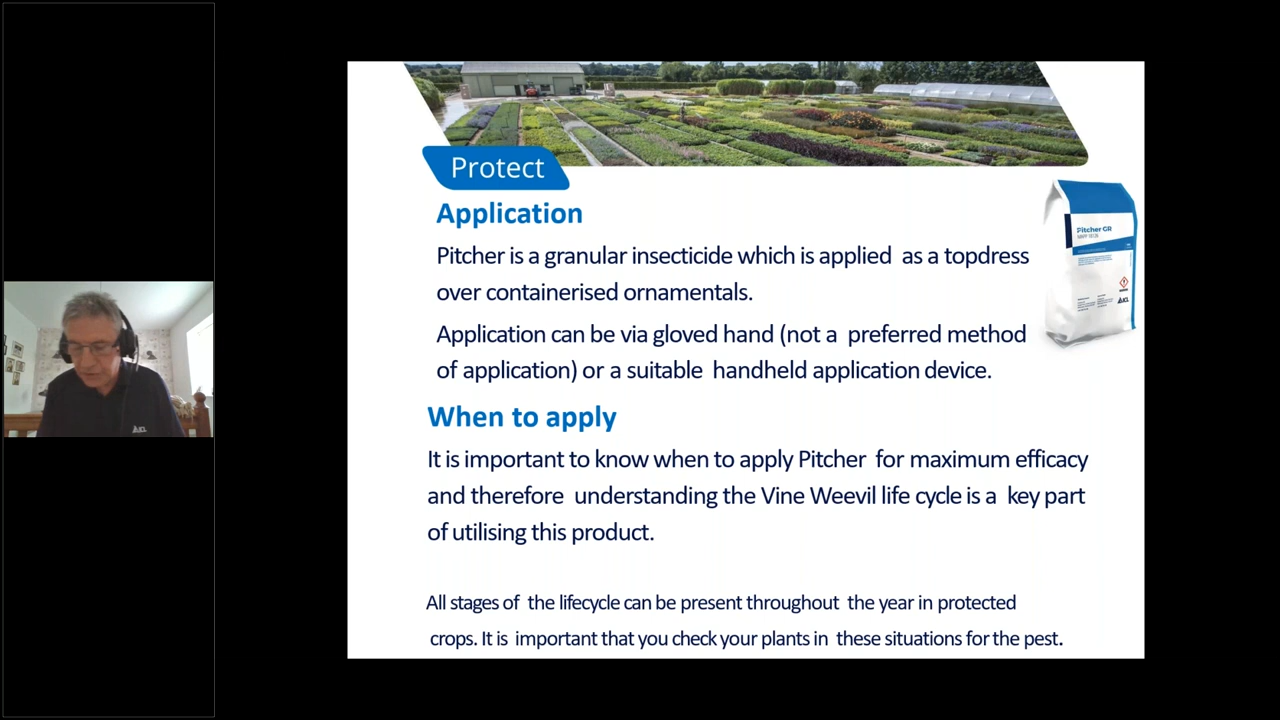 Protect
Application
Pitcher is a granular insecticide which is applied as a topdress
over containerised ornamentals.
Application can be via gloved hand (not a preferred method
of application) or a suitable handheld application device.
When to apply
It is important to know when to apply Pitcher for maximum efficacy
and therefore understanding the Vine Weevil life cycle is a key part
of utilising this product.
All stages of the lifecycle can be present throughout the year in protected
crops. It is important that you check your plants in these situations for the pest.
Pitcher GR
ICL
ICL